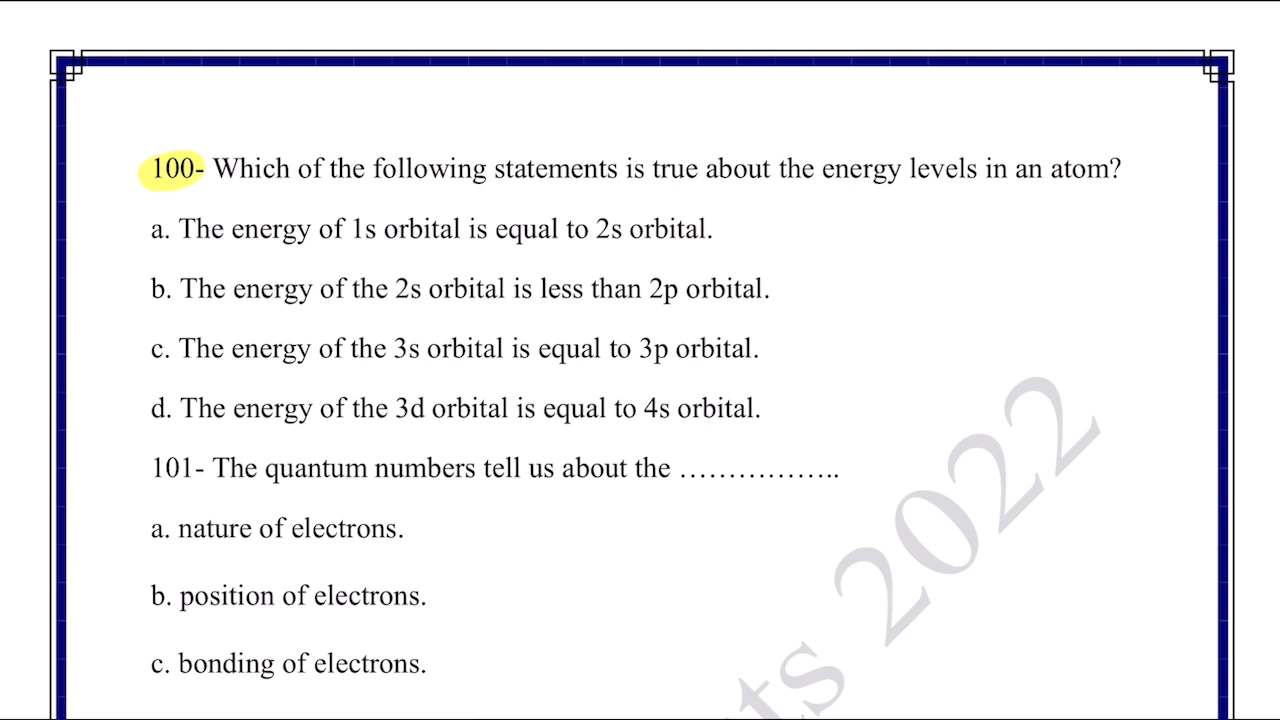 100- Which of the following statements is true about the energy levels in an atom?
a. The energy of 1s orbital is equal to 2s orbital.
b. The energy of the 2s orbital is less than 2p orbital.
c. The energy of the 3s orbital is equal to 3p orbital.
d. The energy of the 3d orbital is equal to 4s orbital.
101- The quantum numbers tell us about the ……………..
a. nature of electrons.
b. position of electrons.
c. bonding of electrons.
2022